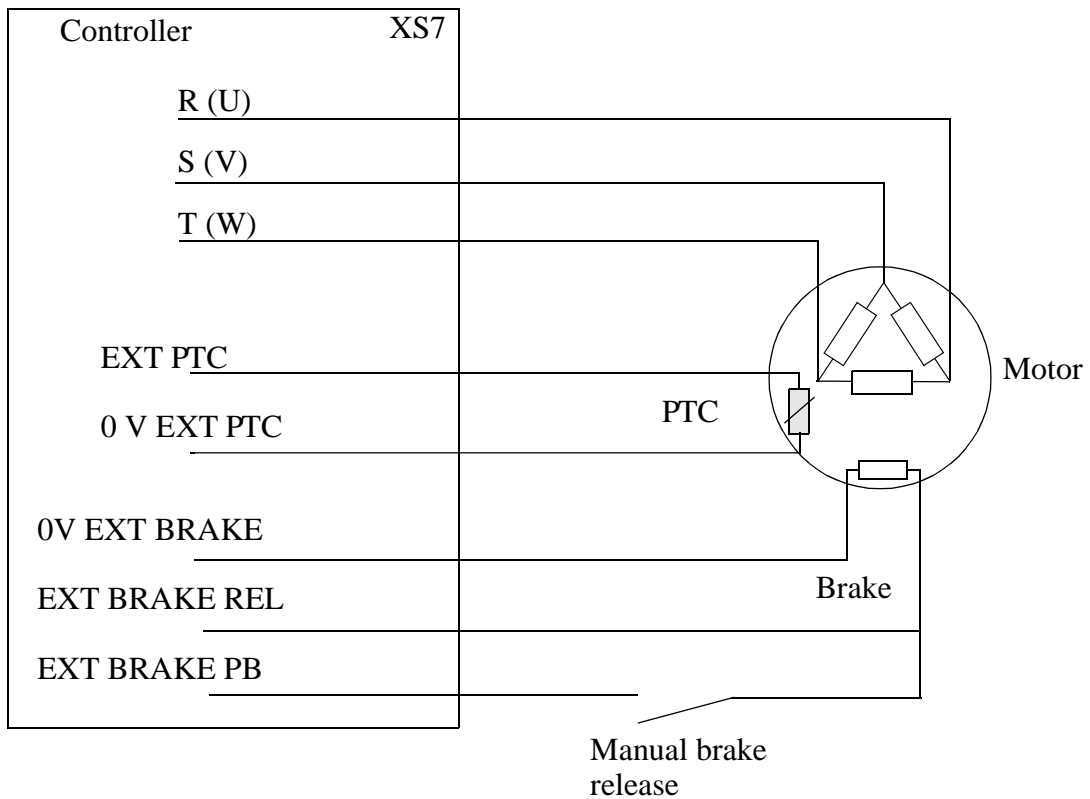 Controller XS7
R (U)
S (V)
T (W)
EXT PTC
Motor
PTC
0 V EXT PTC
0V EXT BRAKE
Brake
EXT BRAKE REL
EXT BRAKE PB
Manual brake
release